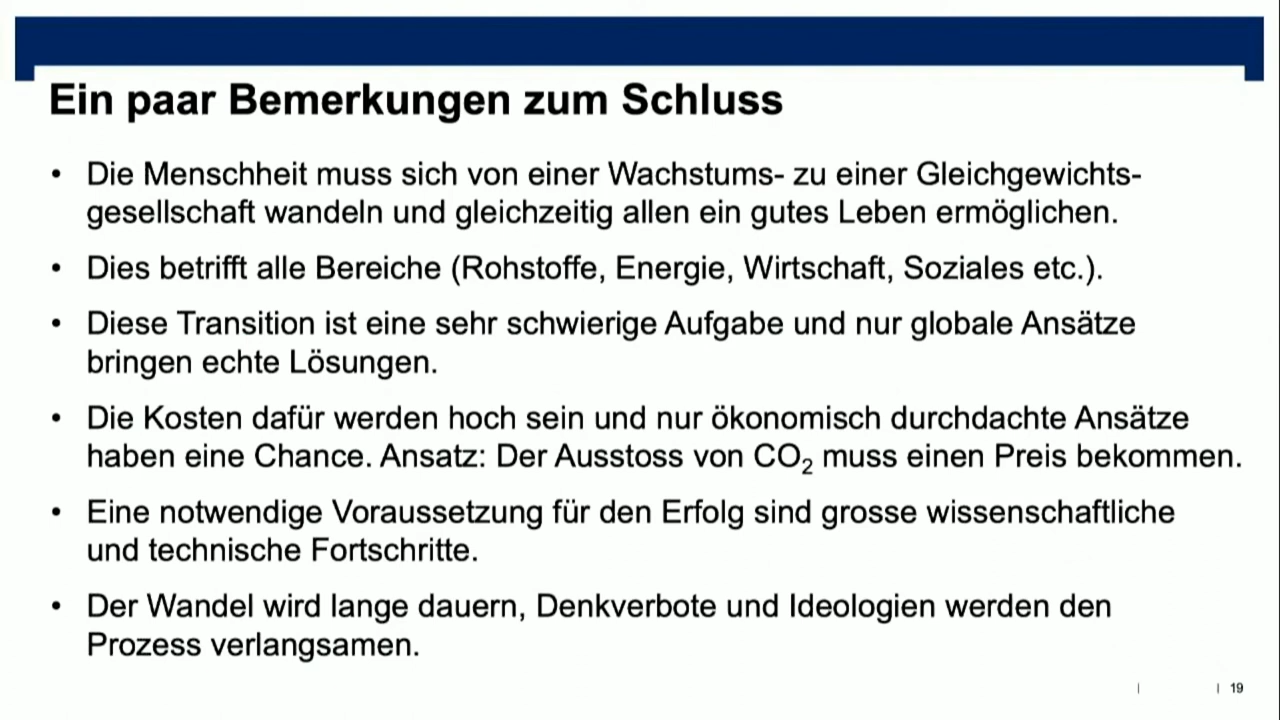 Ein paar Bemerkungen zum Schluss
• Die Menschheit muss sich von einer Wachstums- zu einer Gleichgewichts-
gesellschaft wandeln und gleichzeitig allen ein gutes Leben ermöglichen.
• Dies betrifft alle Bereiche (Rohstoffe, Energie, Wirtschaft, Soziales etc.).
• Diese Transition ist eine sehr schwierige Aufgabe und nur globale Ansätze
bringen echte Lösungen.
• Die Kosten dafür werden hoch sein und nur ökonomisch durchdachte Ansätze
haben eine Chance. Ansatz: Der Ausstoss von CO₂ muss einen Preis bekommen.
• Eine notwendige Voraussetzung für den Erfolg sind grosse wissenschaftliche
und technische Fortschritte.
• Der Wandel wird lange dauern, Denkverbote und Ideologien werden den
Prozess verlangsamen.
| | 19